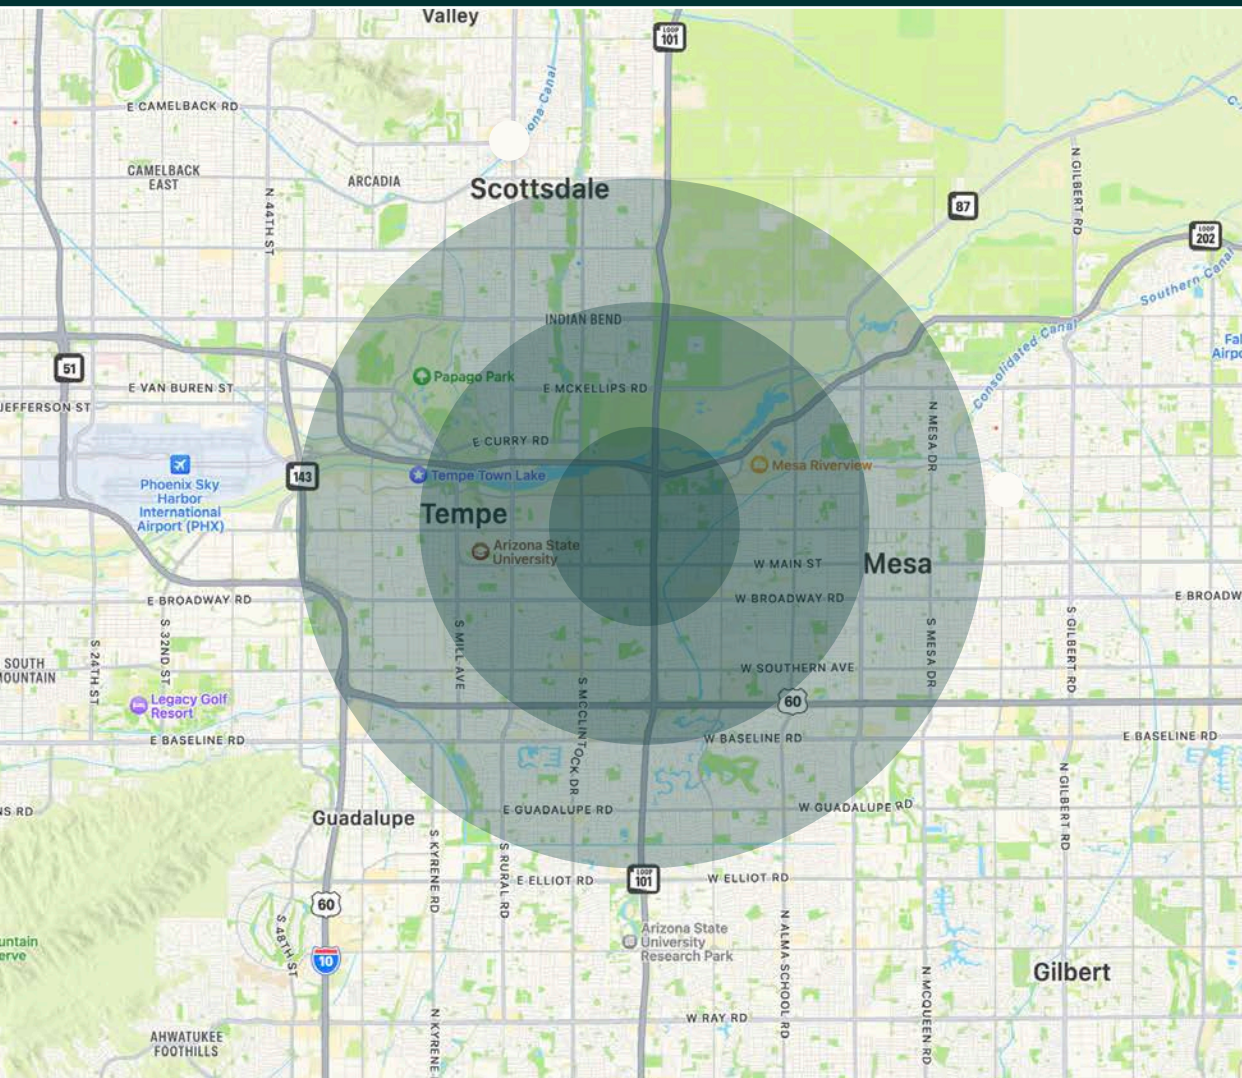 Valley
LOOP
101
ona Canal
E CAMELBACK RD
CAMELBACK
EAST
ARCADIA
Scottsdale
N 44TH ST
N GILBERT RD
87
LOOP
202
Southern Canal
INDIAN BEND
Consolidated Canal
51
Papago Park
E MCKELLIPS RD
E VAN BUREN ST
JEFFERSON ST
N MESA DR
E CURRY RD
Mesa Riverview
Tempe Town Lake
143
Phoenix Sky
Harbor
International
Airport (PHX)
Tempe
Arizona State
University
W MAIN ST
Mesa
E BROADWAY RD
W BROADWAY RD
E BROADW
S 24TH ST
S 32ND ST
S MILL AVE
S MESA DR
S GILBERT RD
SOUTH
MOUNTAIN
W SOUTHERN AVE
Legacy Golf
Resort
S MCCLINTOCK DR
60
E BASELINE RD
W BASELINE RD
E BASELINE RD
N GILBERT RD
NS RD
Guadalupe
E GUADALUPE RD
W GUADALUPE RD
S KYRENE RD
S RURAL RD
E ELLIOT RD
LOOP
101
W ELLIOT RD
60
S 48TH ST
Arizona State
University
Research Park
N ALMA SCHOOL RD
untain
erve
10
Gilbert
N MCQUEEN RD
N KYRENE
W RAY RD
AHWATUKEE
FOOTHILLS